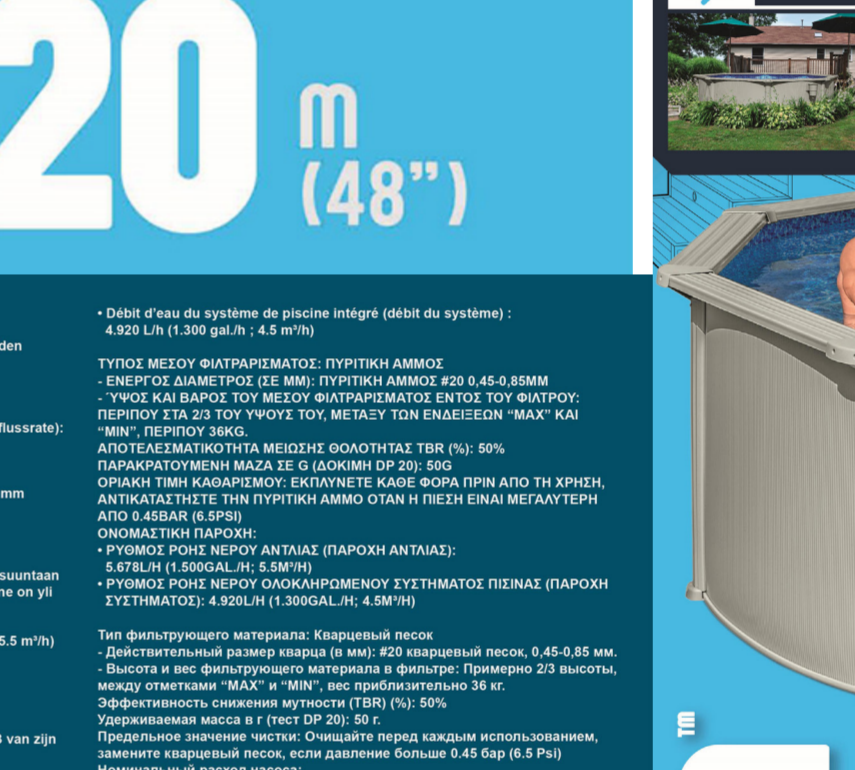 20 m
(48”)
• Débit d’eau du système de piscine intégré (débit du système) :
4.920 L/h (1.300 gal./h ; 4.5 m³/h)
ΤΥΠΟΣ ΜΕΣΟΥ ΦΙΛΤΡΑΡΙΣΜΑΤΟΣ: ΠΥΡΙΤΙΚΗ ΑΜΜΟΣ
- ΕΝΕΡΓΟΣ ΔΙΑΜΕΤΡΟΣ (ΣΕ MM): ΠΥΡΙΤΙΚΗ ΑΜΜΟΣ #20 0,45-0,85MM
- ΄ΥΨΟΣ ΚΑΙ ΒΑΡΟΣ ΤΟΥ ΜΕΣΟΥ ΦΙΛΤΡΑΡΙΣΜΑΤΟΣ ΕΝΤΟΣ ΤΟΥ ΦΙΛΤΡΟΥ:
ΠΕΡΙΠΟΥ ΣΤΑ 2/3 ΤΟΥ ΥΨΟΥΣ ΤΟΥ, ΜΕΤΑΞΥ ΤΩΝ ΕΝΔΕΙΞΕΩΝ “MAX” ΚΑΙ
“MIN”, ΠΕΡΙΠΟΥ 36KG.
ΑΠΟΤΕΛΕΣΜΑΤΙΚΟΤΗΤΑ ΜΕΙΩΣΗΣ ΘΟΛΟΤΗΤΑΣ TBR (%): 50%
ΠΑΡΑΚΡΑΤΟΥΜΕΝΗ ΜΑΖΑ ΣΕ G (ΔΟΚΙΜΗ DP 20): 50G
ΟΡΙΑΚΗ ΤΙΜΗ ΚΑΘΑΡΙΣΜΟΥ: ΕΚΠΛΥΝΕΤΕ ΚΑΘΕ ΦΟΡΑ ΠΡΙΝ ΑΠΟ ΤΗ ΧΡΗΣΗ,
ΑΝΤΙΚΑΤΑΣΤΗΣΤΕ ΤΗΝ ΠΥΡΙΤΙΚΗ ΑΜΜΟ ΟΤΑΝ Η ΠΙΕΣΗ ΕΙΝΑΙ ΜΕΓΑΛΥΤΕΡΗ
ΑΠΟ 0.45BAR (6.5PSI)
ΟΝΟΜΑΣΤΙΚΗ ΠΑΡΟΧΗ:
• ΡΥΘΜΟΣ ΡΟΗΣ ΝΕΡΟΥ ΑΝΤΛΙΑΣ (ΠΑΡΟΧΗ ΑΝΤΛΙΑΣ):
5.678L/H (1.500GAL./H; 5.5M³/H)
• ΡΥΘΜΟΣ ΡΟΗΣ ΝΕΡΟΥ ΟΛΟΚΛΗΡΩΜΕΝΟΥ ΣΥΣΤΗΜΑΤΟΣ ΠΙΣΙΝΑΣ (ΠΑΡΟΧΗ
ΣΥΣΤΗΜΑΤΟΣ): 4.920L/H (1.300GAL./H; 4.5M³/H)
Тип фильтрующего материала: Кварцевый песок
- Действительный размер кварца (в мм): #20 кварцевый песок, 0,45-0,85 мм.
- Высота и вес фильтрующего материала в фильтре: Примерно 2/3 высоты,
между отметками “MAX” и “MIN”, вес приблизительно 36 кг.
Эффективность снижения мутности (TBR) (%): 50%
Удерживаемая масса в г (тест DP 20): 50 г.
Предельное значение чистки: Очищайте перед каждым использованием,
замените кварцевый песок, если давление больше 0.45 бар (6.5 Psi)
Номинальный расход насоса:
den
flussrate):
mm
suuntaan
ne on yli
5.5 m³/h)
van zijn
TM